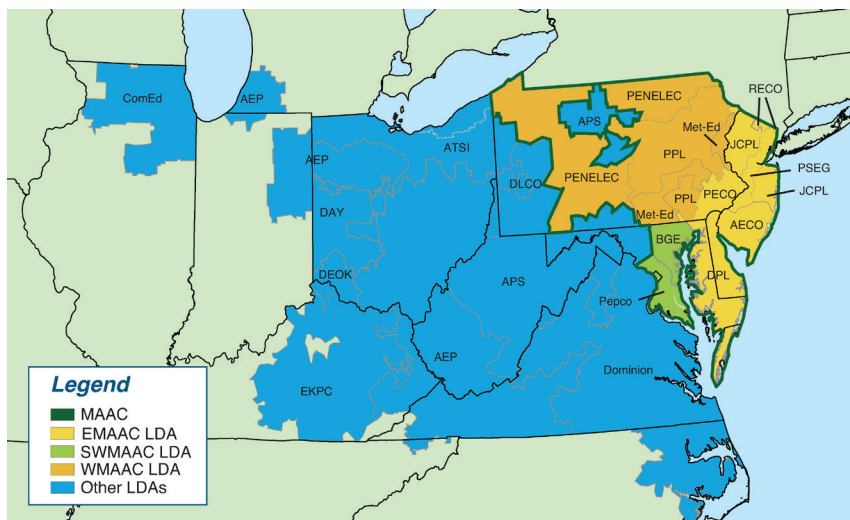 RECO
ComEd
AEP
PENELEC
APS
Met-Ed
JCPL
ATSI
AEP
PPL
PSEG
DLCO
PENELEC
PPL
PECO
JCPL
DAY
Met-Ed
AECO
BGE
DEOK
APS
DPL
Pepco
AEP
Dominion
EKPC
Legend
MAAC
EMAAC LDA
SWMAAC LDA
WMAAC LDA
Other LDAs